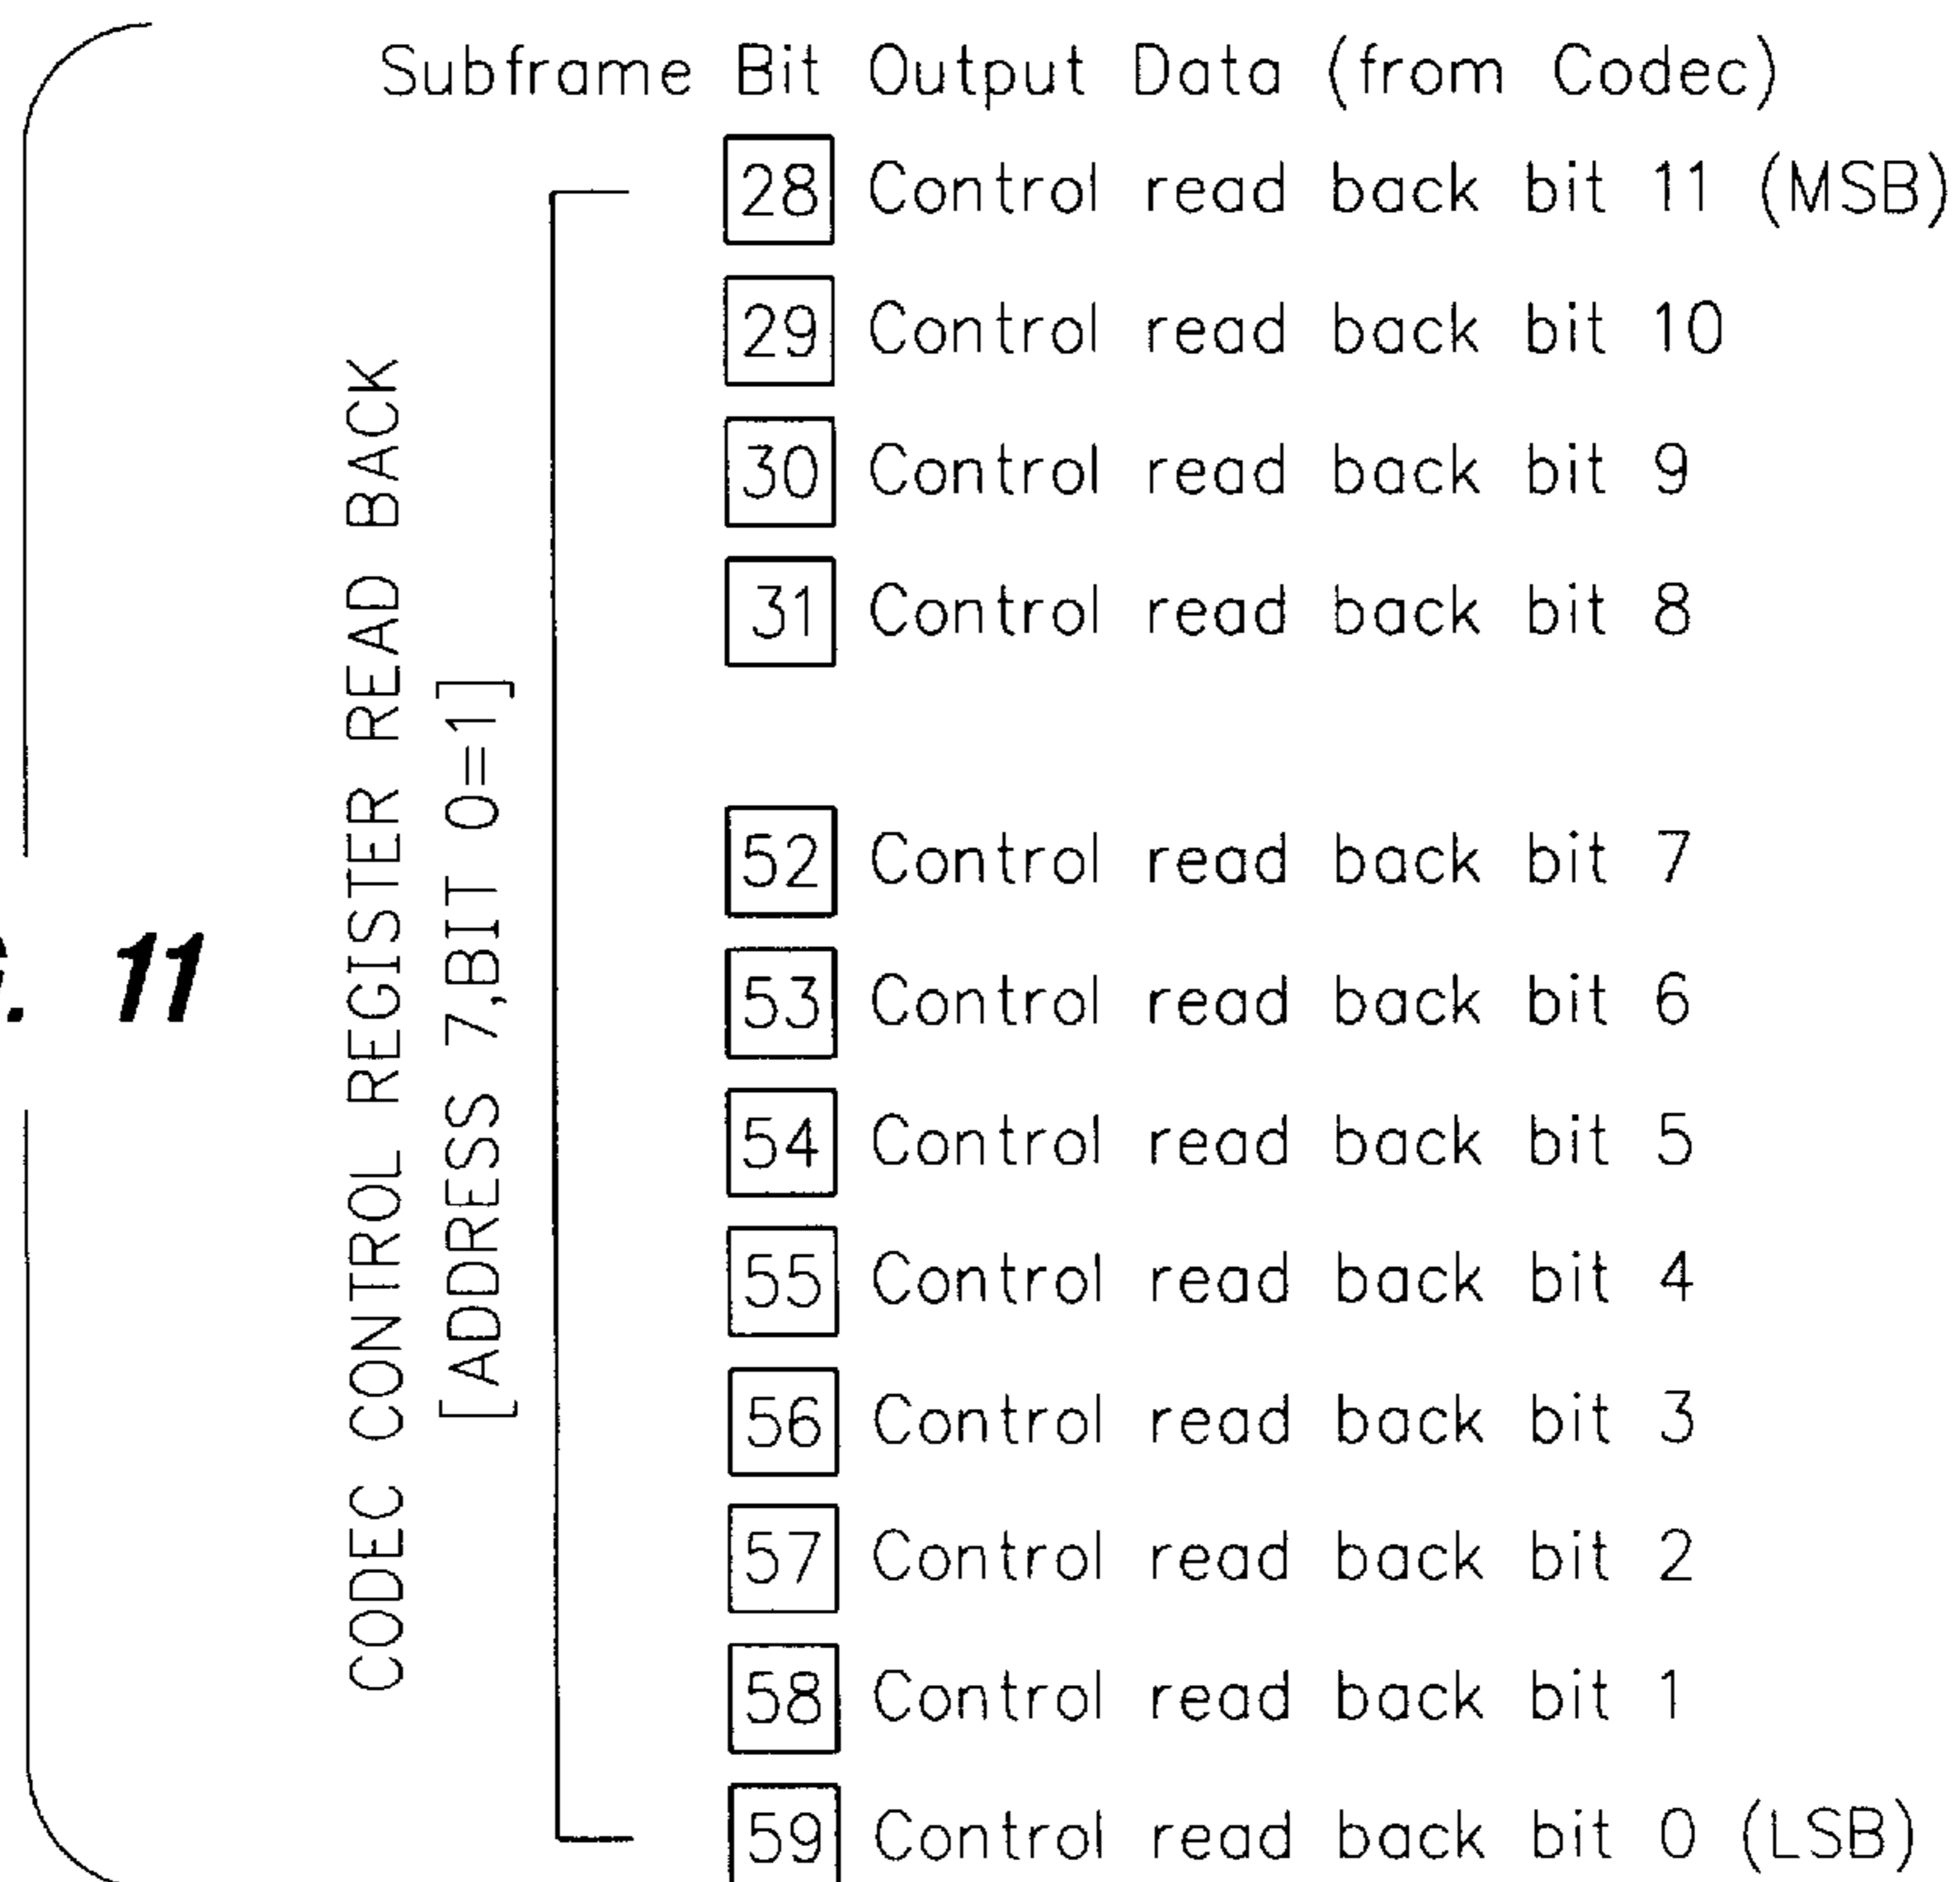 Subframe Bit Output Data (from Codec)
28 Control read back bit 11 (MSB)
29 Control read back bit 10
30 Control read back bit 9
31 Control read back bit 8
52 Control read back bit 7
53 Control read back bit 6
54 Control read back bit 5
55 Control read back bit 4
56 Control read back bit 3
57 Control read back bit 2
58 Control read back bit 1
59 Control read back bit 0 (LSB)
CODEC CONTROL REGISTER READ BACK
[ADDRESS 7,BIT 0=1]
11